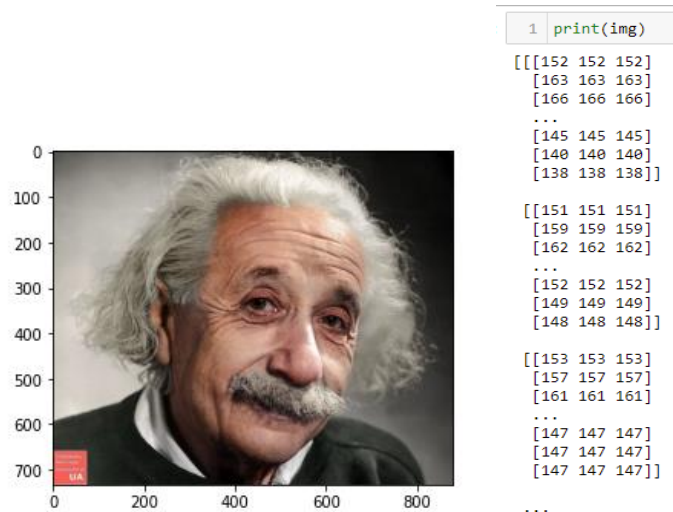 1 print(img)
[[[152 152 152]
[163 163 163]
[166 166 166]
...
[145 145 145]
[140 140 140]
[138 138 138]]
[[151 151 151]
[159 159 159]
[162 162 162]
...
[152 152 152]
[149 149 149]
[148 148 148]]
[[153 153 153]
[157 157 157]
[161 161 161]
...
[147 147 147]
[147 147 147]
[147 147 147]]
...
0
100
200
300
400
500
600
700
UA
0 200 400 600 800